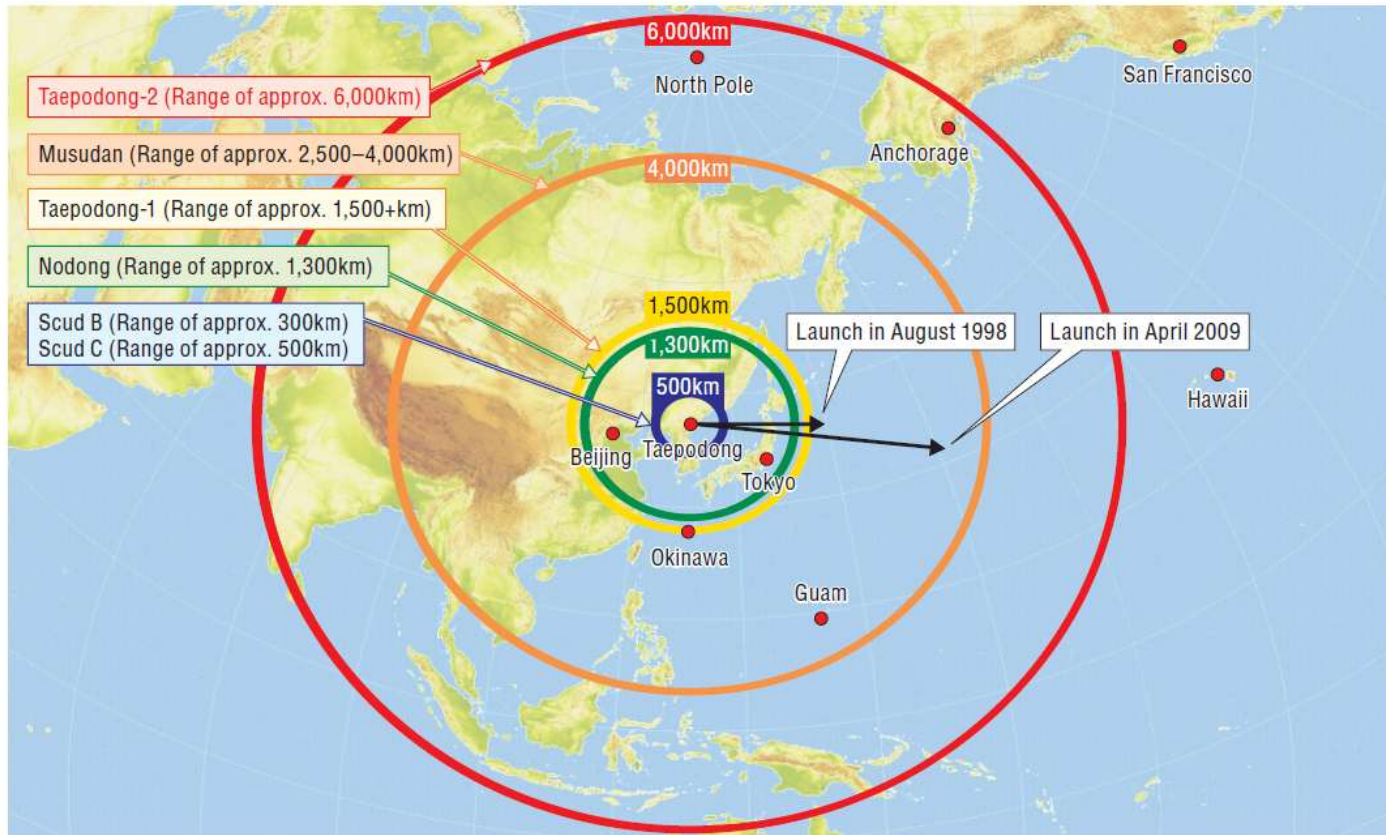 6,000km
North Pole
San Francisco
Taepodong-2 (Range of approx. 6,000km)
Anchorage
Musudan (Range of approx. 2,500–4,000km)
4,000km
Taepodong-1 (Range of approx. 1,500+km)
Nodong (Range of approx. 1,300km)
Scud B (Range of approx. 300km)
Scud C (Range of approx. 500km)
1,500km
1,300km
500km
Launch in August 1998
Launch in April 2009
Hawaii
Beijing
Taepodong
Tokyo
Okinawa
Guam